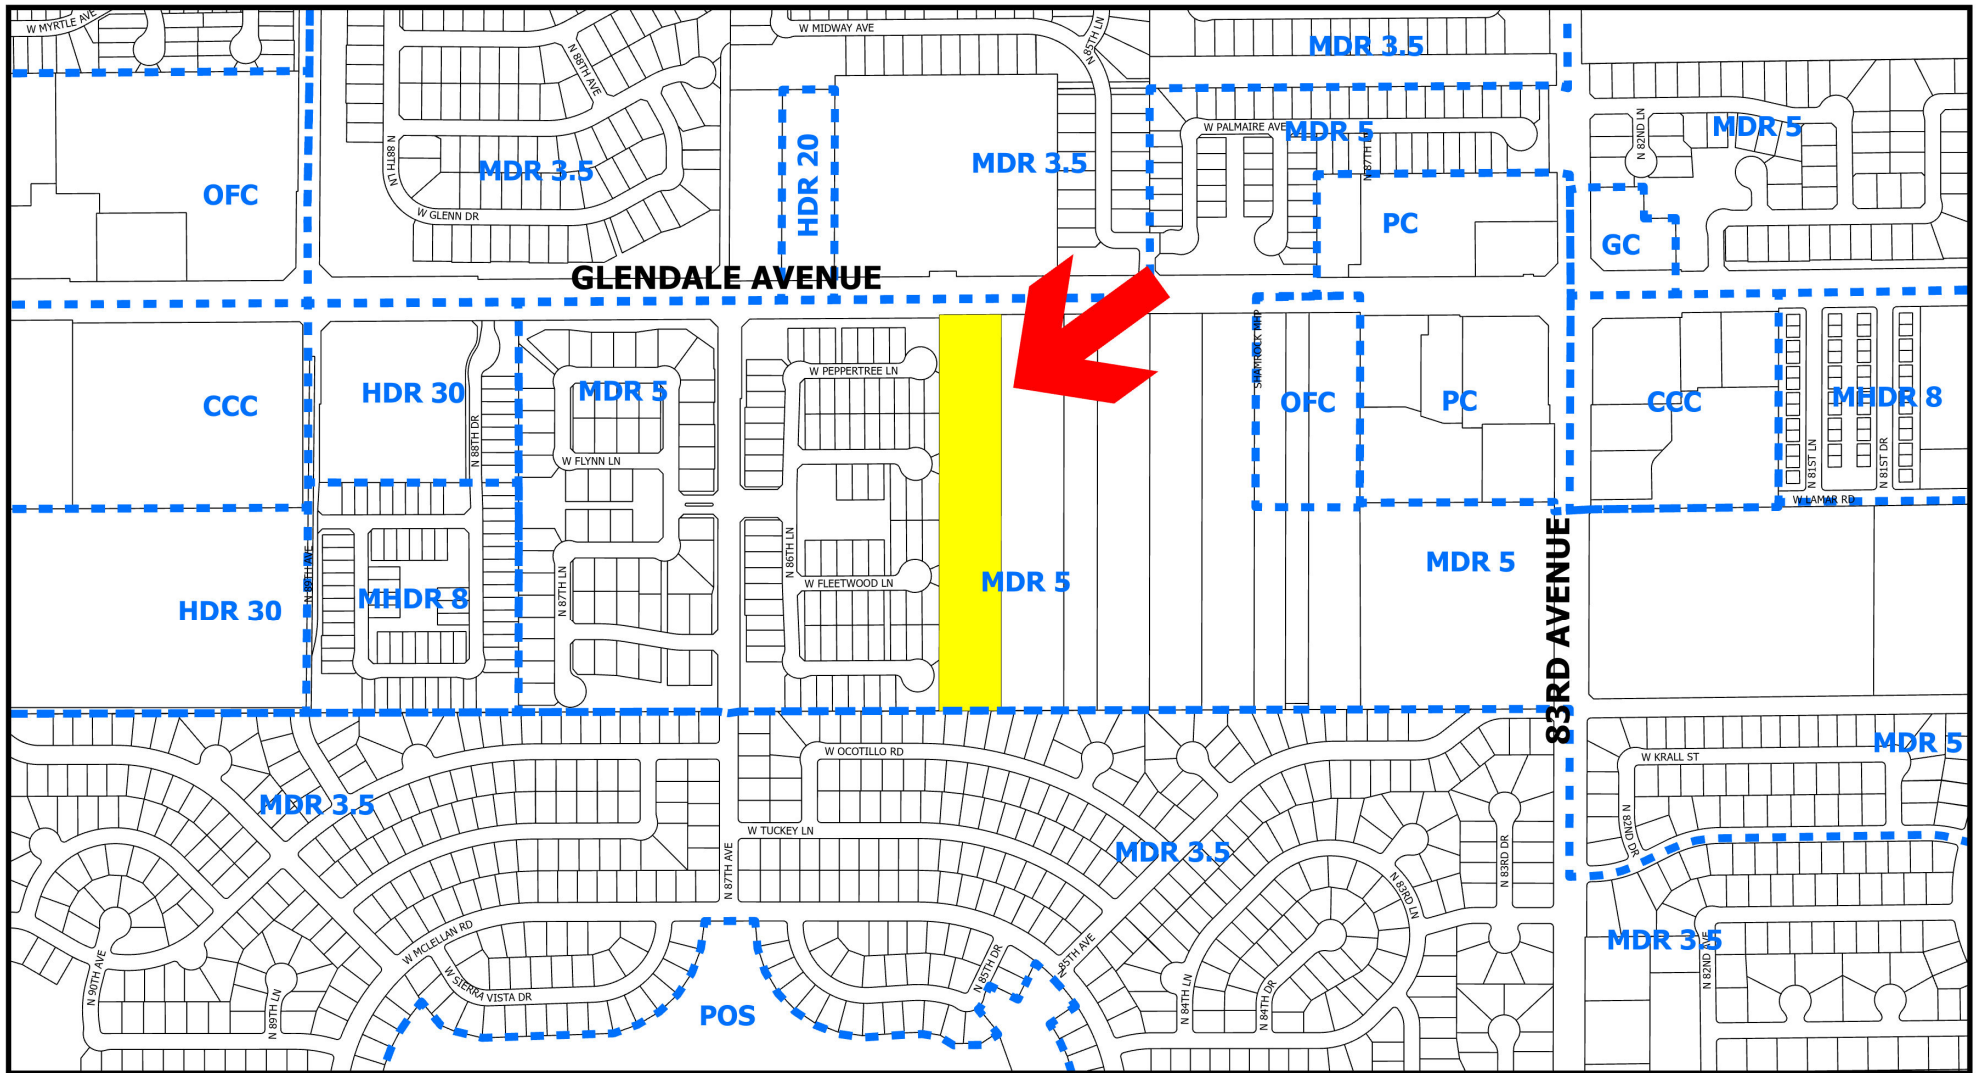 W MYRTLE AVE
N 88TH AVE
W MIDWAY AVE
N 85TH LN
MDR 3.5
N 82ND LN
MDR 5
W PALMAIRE AVE
MDR 5
N 88TH LN
MDR 3.5
HDR 20
MDR 3.5
OFC
W GLENN DR
PC
GC
GLENDALE AVENUE
SHAMROCK MHP
CCC
HDR 30
N 88TH DR
MDR 5
W PEPPERTREE LN
OFC
PC
CCC
MHDR 8
W FLYNN LN
N 81ST LN
N 81ST DR
W LAMAR RD
N 86TH LN
N 89TH AVE
HDR 30
MHDR 8
N 87TH LN
W FLEETWOOD LN
MDR 5
MDR 5
83RD AVENUE
W OCOTILLO RD
MDR 5
W KRALL ST
MDR 3.5
W TUCKEY LN
N 82ND DR
MDR 3.5
N 87TH AVE
N 83RD DR
N 83RD LN
W MCLELLAN RD
W SIERRA VISTA DR
N 85TH DR
N 85TH AVE
MDR 3.5
N 82ND AVE
N 90TH AVE
N 89TH LN
POS
N 84TH LN
N 84TH DR